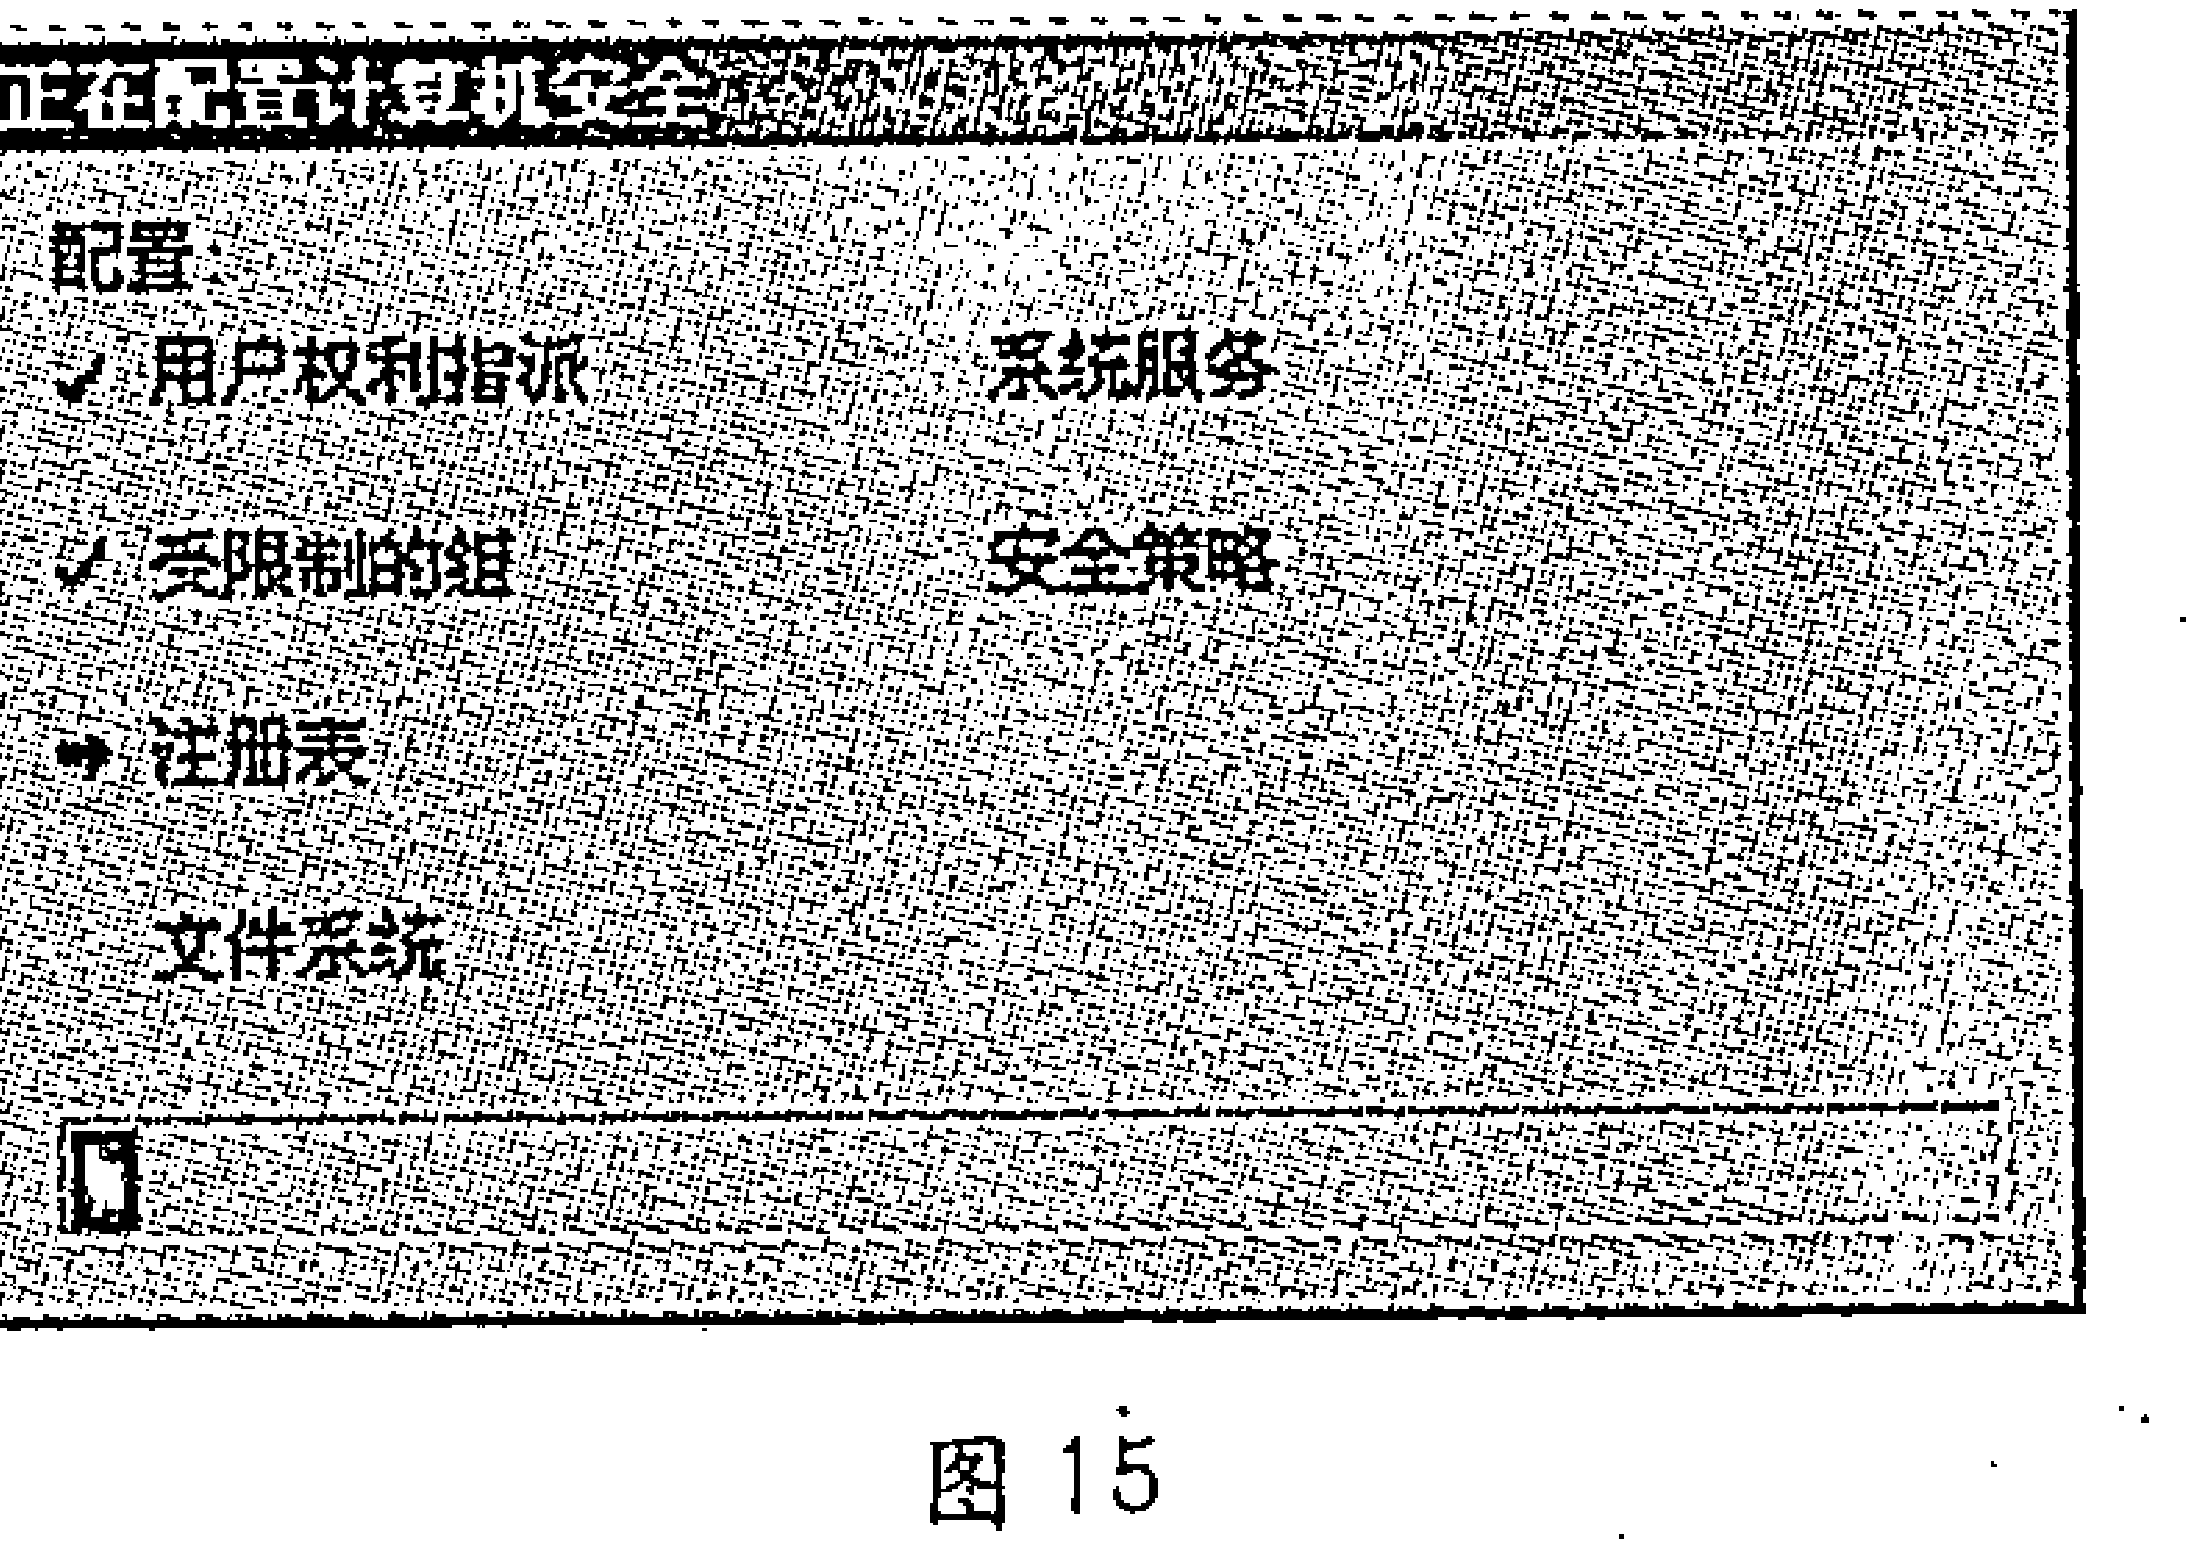 正在配置计算机安全
配置:
用户权利指派
系统服务
受限制的组
安全策略
注册表
文件系统
图 15